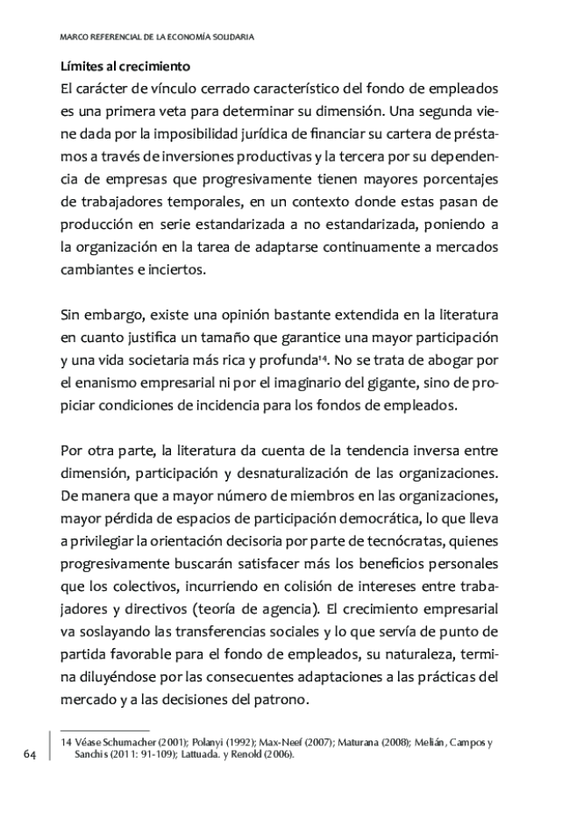 MARCO REFERENCIAL DE LA ECONOMÍA SOLIDARIA
Límites al crecimiento
El carácter de vínculo cerrado característico del fondo de empleados
es una primera veta para determinar su dimensión. Una segunda vie-
ne dada por la imposibilidad jurídica de financiar su cartera de présta-
mos a través de inversiones productivas y la tercera por su dependen-
cia de empresas que progresivamente tienen mayores porcentajes
de trabajadores temporales, en un contexto donde estas pasan de
producción en serie estandarizada a no estandarizada, poniendo a
la organización en la tarea de adaptarse continuamente a mercados
cambiantes e inciertos.
Sin embargo, existe una opinión bastante extendida en la literatura
en cuanto justifica un tamaño que garantice una mayor participación
y una vida societaria más rica y profunda¹⁴. No se trata de abogar por
el enanismo empresarial ni por el imaginario del gigante, sino de pro-
piciar condiciones de incidencia para los fondos de empleados.
Por otra parte, la literatura da cuenta de la tendencia inversa entre
dimensión, participación y desnaturalización de las organizaciones.
De manera que a mayor número de miembros en las organizaciones,
mayor pérdida de espacios de participación democrática, lo que lleva
a privilegiar la orientación decisoria por parte de tecnócratas, quienes
progresivamente buscarán satisfacer más los beneficios personales
que los colectivos, incurriendo en colisión de intereses entre traba-
jadores y directivos (teoría de agencia). El crecimiento empresarial
va soslayando las transferencias sociales y lo que servía de punto de
partida favorable para el fondo de empleados, su naturaleza, termi-
na diluyéndose por las consecuentes adaptaciones a las prácticas del
mercado y a las decisiones del patrono.
14 Véase Schumacher (2001); Polanyi (1992); Max-Neef (2007); Maturana (2008); Melián, Campos y
Sanchis (2011: 91-109); Lattuada. y Renold (2006).
64